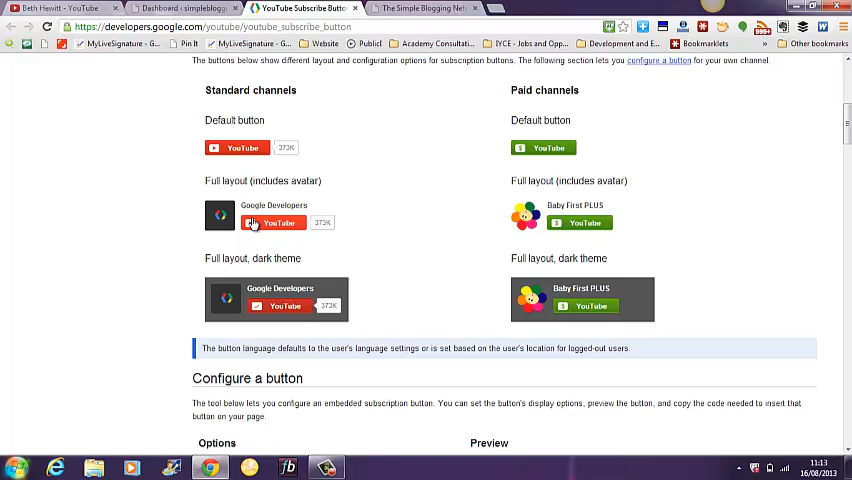 Beth Hewitt - YouTube
Dashboard ‹ simpleblogg
YouTube Subscribe Butto
The Simple Blogging Net
https://developers.google.com/youtube/youtube_subscribe_button
MyLiveSignature - G...
Pin It
MyLiveSignature - G...
Website
Publicl
Academy Consultati...
IYCE - Jobs and Opp...
Development and E...
999+
Bookmarklets
»
Other bookmarks
The buttons below show different layout and configuration options for subscription buttons. The following section lets you configure a button for your own channel.
Standard channels
Paid channels
Default button
Default button
YouTube 373K
YouTube
Full layout (includes avatar)
Full layout (includes avatar)
Google Developers
Baby First PLUS
YouTube 373K
YouTube
Full layout, dark theme
Full layout, dark theme
Google Developers
Baby First PLUS
YouTube 373K
YouTube
The button language defaults to the user's language settings or is set based on the user's location for logged-out users.
Configure a button
The tool below lets you configure an embedded subscription button. You can set the button's display options, preview the button, and copy the code needed to insert that
button on your page.
Options
Preview
11:13
16/08/2013